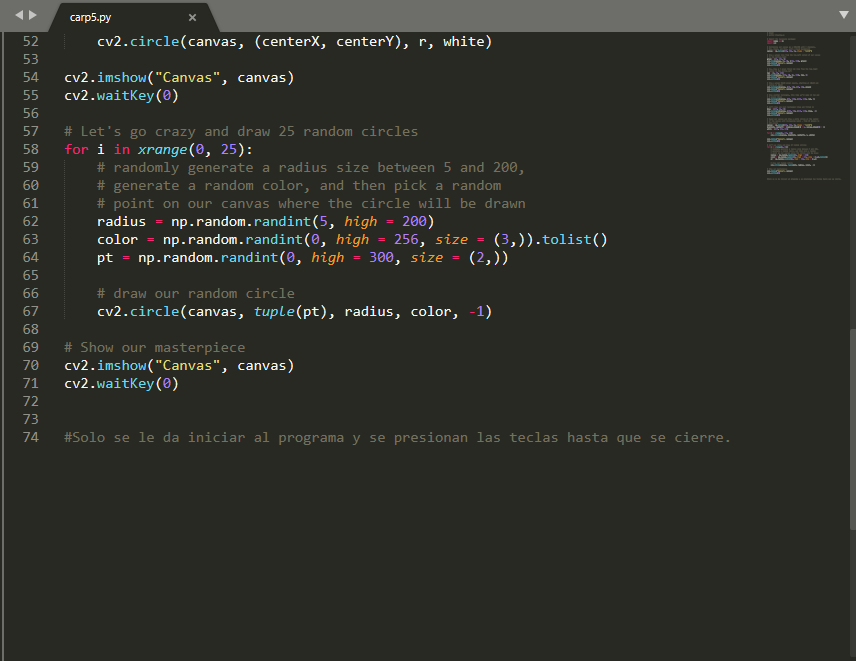 carp5.py
52 cv2.circle(canvas, (centerX, centerY), r, white)
53
54 cv2.imshow("Canvas", canvas)
55 cv2.waitKey(0)
56
57 # Let's go crazy and draw 25 random circles
58 for i in xrange(0, 25):
59 # randomly generate a radius size between 5 and 200,
60 # generate a random color, and then pick a random
61 # point on our canvas where the circle will be drawn
62 radius = np.random.randint(5, high = 200)
63 color = np.random.randint(0, high = 256, size = (3,)).tolist()
64 pt = np.random.randint(0, high = 300, size = (2,))
65
66 # draw our random circle
67 cv2.circle(canvas, tuple(pt), radius, color, -1)
68
69 # Show our masterpiece
70 cv2.imshow("Canvas", canvas)
71 cv2.waitKey(0)
72
73
74 #Solo se le da iniciar al programa y se presionan las teclas hasta que se cierre.